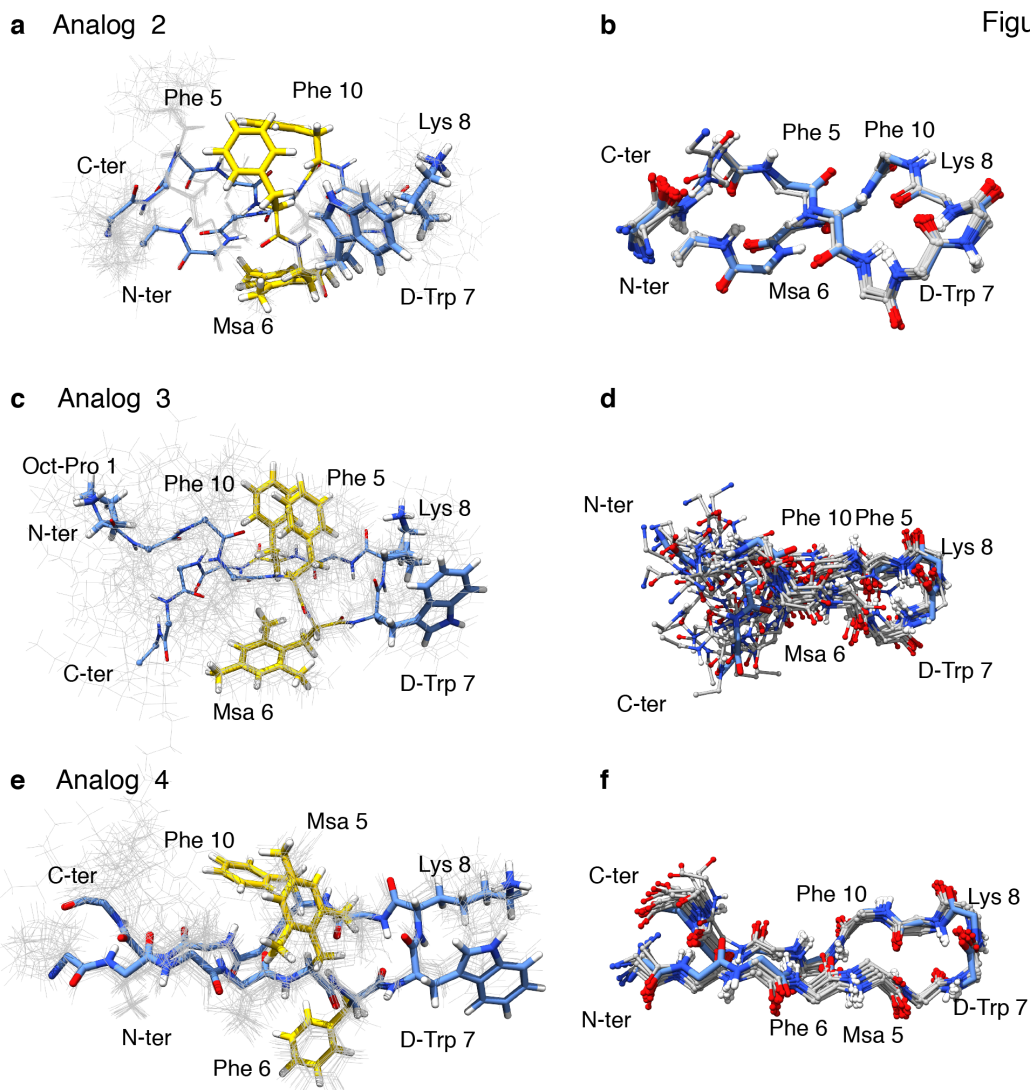 a Analog 2
b
Figu
Phe 5
Phe 10
Lys 8
C-ter
N-ter
Msa 6
D-Trp 7
Phe 5
Phe 10
C-ter
Lys 8
N-ter
Msa 6
D-Trp 7
c Analog 3
d
Oct-Pro 1
Phe 10
Phe 5
Lys 8
N-ter
C-ter
D-Trp 7
Msa 6
N-ter
Phe 10
Phe 5
Lys 8
Msa 6
D-Trp 7
C-ter
e Analog 4
f
Msa 5
Phe 10
Lys 8
C-ter
N-ter
D-Trp 7
Phe 6
C-ter
Phe 10
Lys 8
N-ter
Phe 6
Msa 5
D-Trp 7